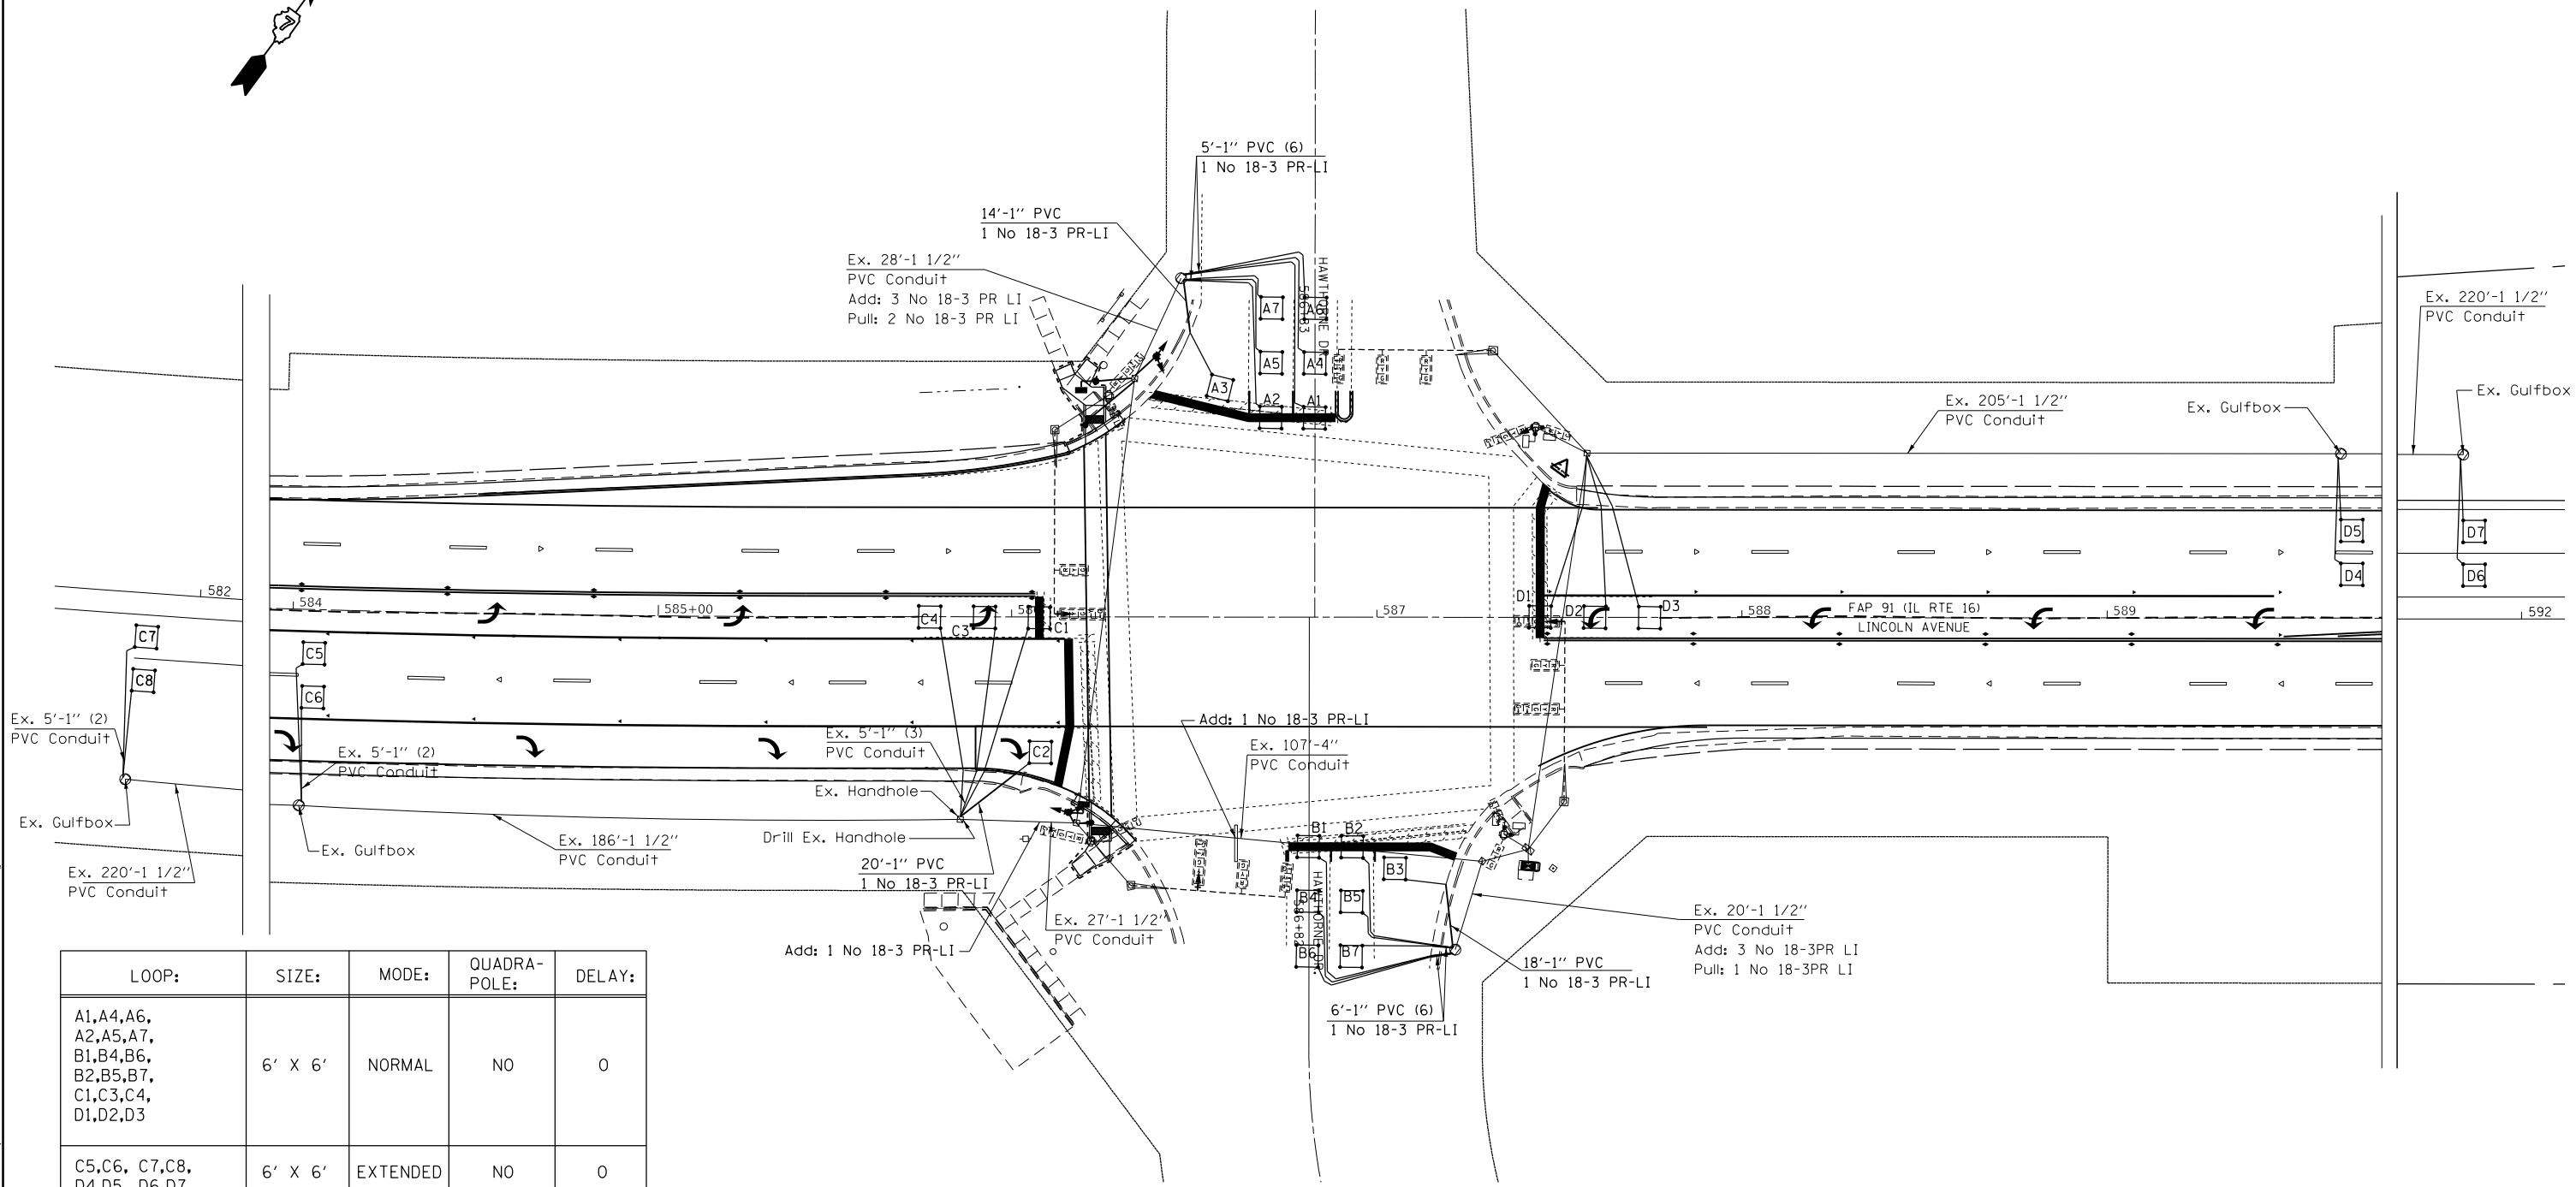 5'-1" PVC (6)
1 No 18-3 PR-LI
14'-1" PVC
1 No 18-3 PR-LI
Ex. 28'-1 1/2"
PVC Conduit
Add: 3 No 18-3 PR LI
Pull: 2 No 18-3 PR LI
HAWTHORNE DR
A7
A6
A5
A4
A3
A2
A1
Ex. 220'-1 1/2"
PVC Conduit
Ex. Gulfbox
Ex. 205'-1 1/2"
PVC Conduit
Ex. Gulfbox
D5
D7
D4
D6
582
584
585+00
587
588
589
592
FAP 91 (IL RTE 16)
LINCOLN AVENUE
C4
C3
C1
D1
D2
D3
C7
C8
C5
C6
C2
Ex. 5'-1" (2)
PVC Conduit
Ex. 5'-1" (2)
PVC Conduit
Ex. 5'-1" (3)
PVC Conduit
Add: 1 No 18-3 PR-LI
Ex. 107'-4"
PVC Conduit
Ex. Handhole
Ex. Gulfbox
Ex. Gulfbox
Ex. 186'-1 1/2"
PVC Conduit
Drill Ex. Handhole
Ex. 220'-1 1/2"
PVC Conduit
20'-1" PVC
1 No 18-3 PR-LI
Ex. 27'-1 1/2"
PVC Conduit
Add: 1 No 18-3 PR-LI
B1
B2
B3
B4
B5
B6
B7
HAWTHORNE DR
586+82
Ex. 20'-1 1/2"
PVC Conduit
Add: 3 No 18-3PR LI
Pull: 1 No 18-3PR LI
18'-1" PVC
1 No 18-3 PR-LI
6'-1" PVC (6)
1 No 18-3 PR-LI
LOOP: SIZE: MODE: QUADRA-POLE: DELAY:
A1,A4,A6,
A2,A5,A7,
B1,B4,B6,
B2,B5,B7,
C1,C3,C4,
D1,D2,D3
6' X 6' NORMAL NO 0
C5,C6, C7,C8,
D4,D5, D6,D7
6' X 6' EXTENDED NO 0